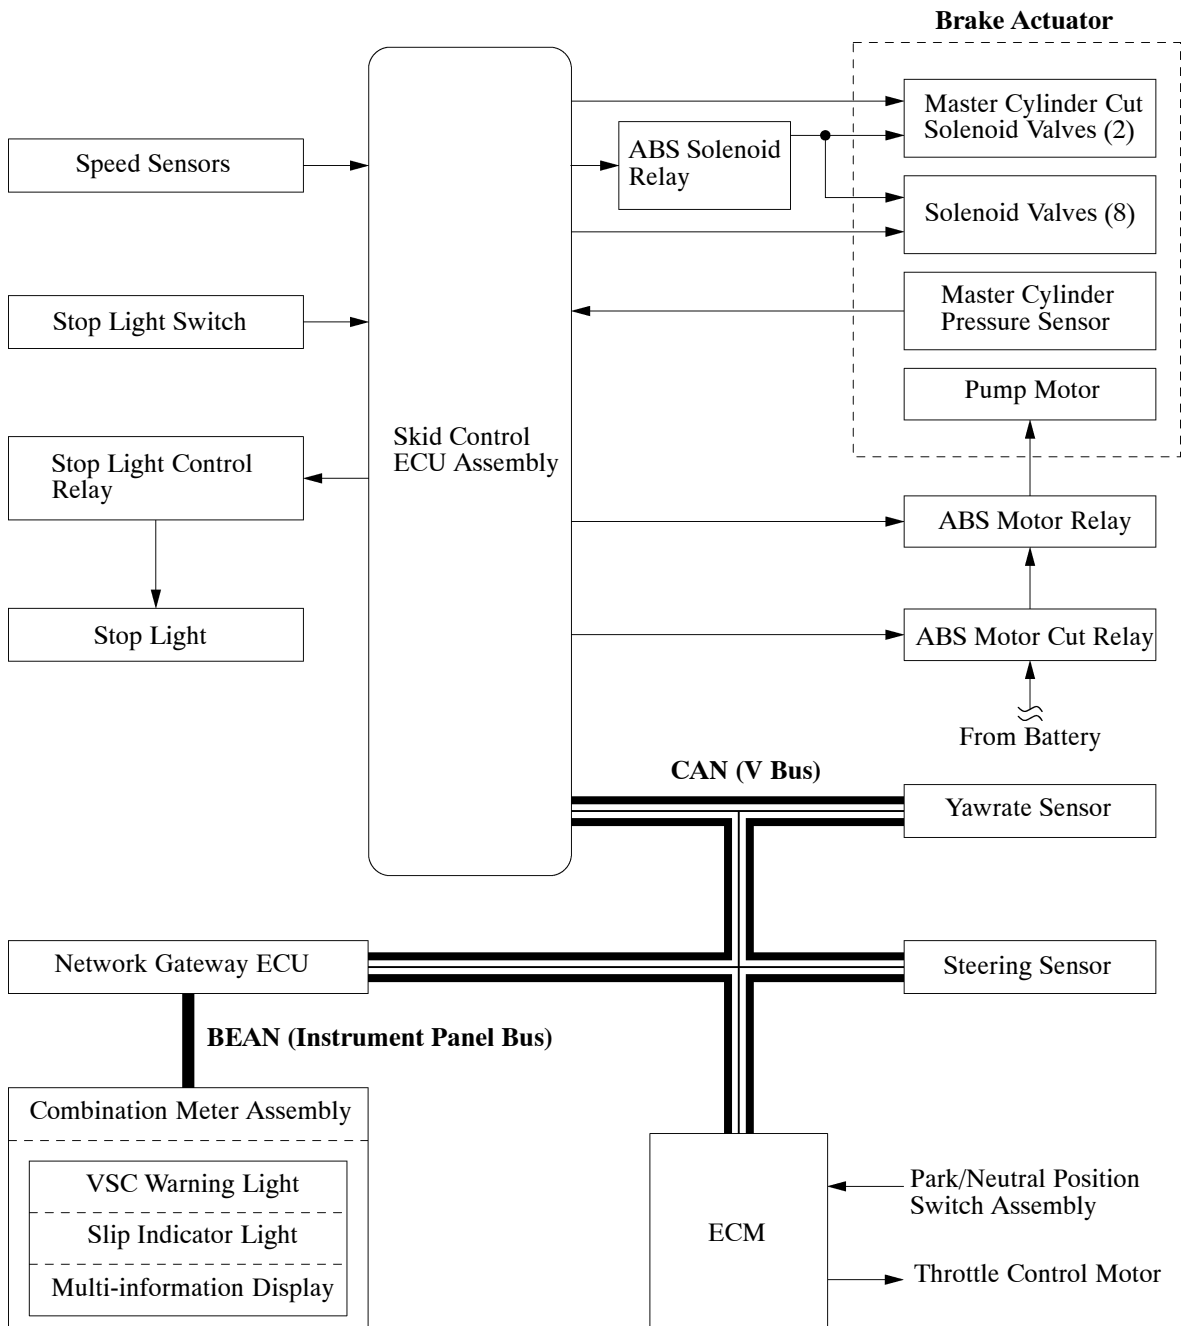 Brake Actuator
Master Cylinder Cut
Solenoid Valves (2)
Speed Sensors
ABS Solenoid
Relay
Solenoid Valves (8)
Stop Light Switch
Master Cylinder
Pressure Sensor
Pump Motor
Skid Control
ECU Assembly
Stop Light Control
Relay
ABS Motor Relay
Stop Light
ABS Motor Cut Relay
From Battery
CAN (V Bus)
Yawrate Sensor
Network Gateway ECU
Steering Sensor
BEAN (Instrument Panel Bus)
Combination Meter Assembly
VSC Warning Light
Slip Indicator Light
Multi-information Display
ECM
Park/Neutral Position
Switch Assembly
Throttle Control Motor